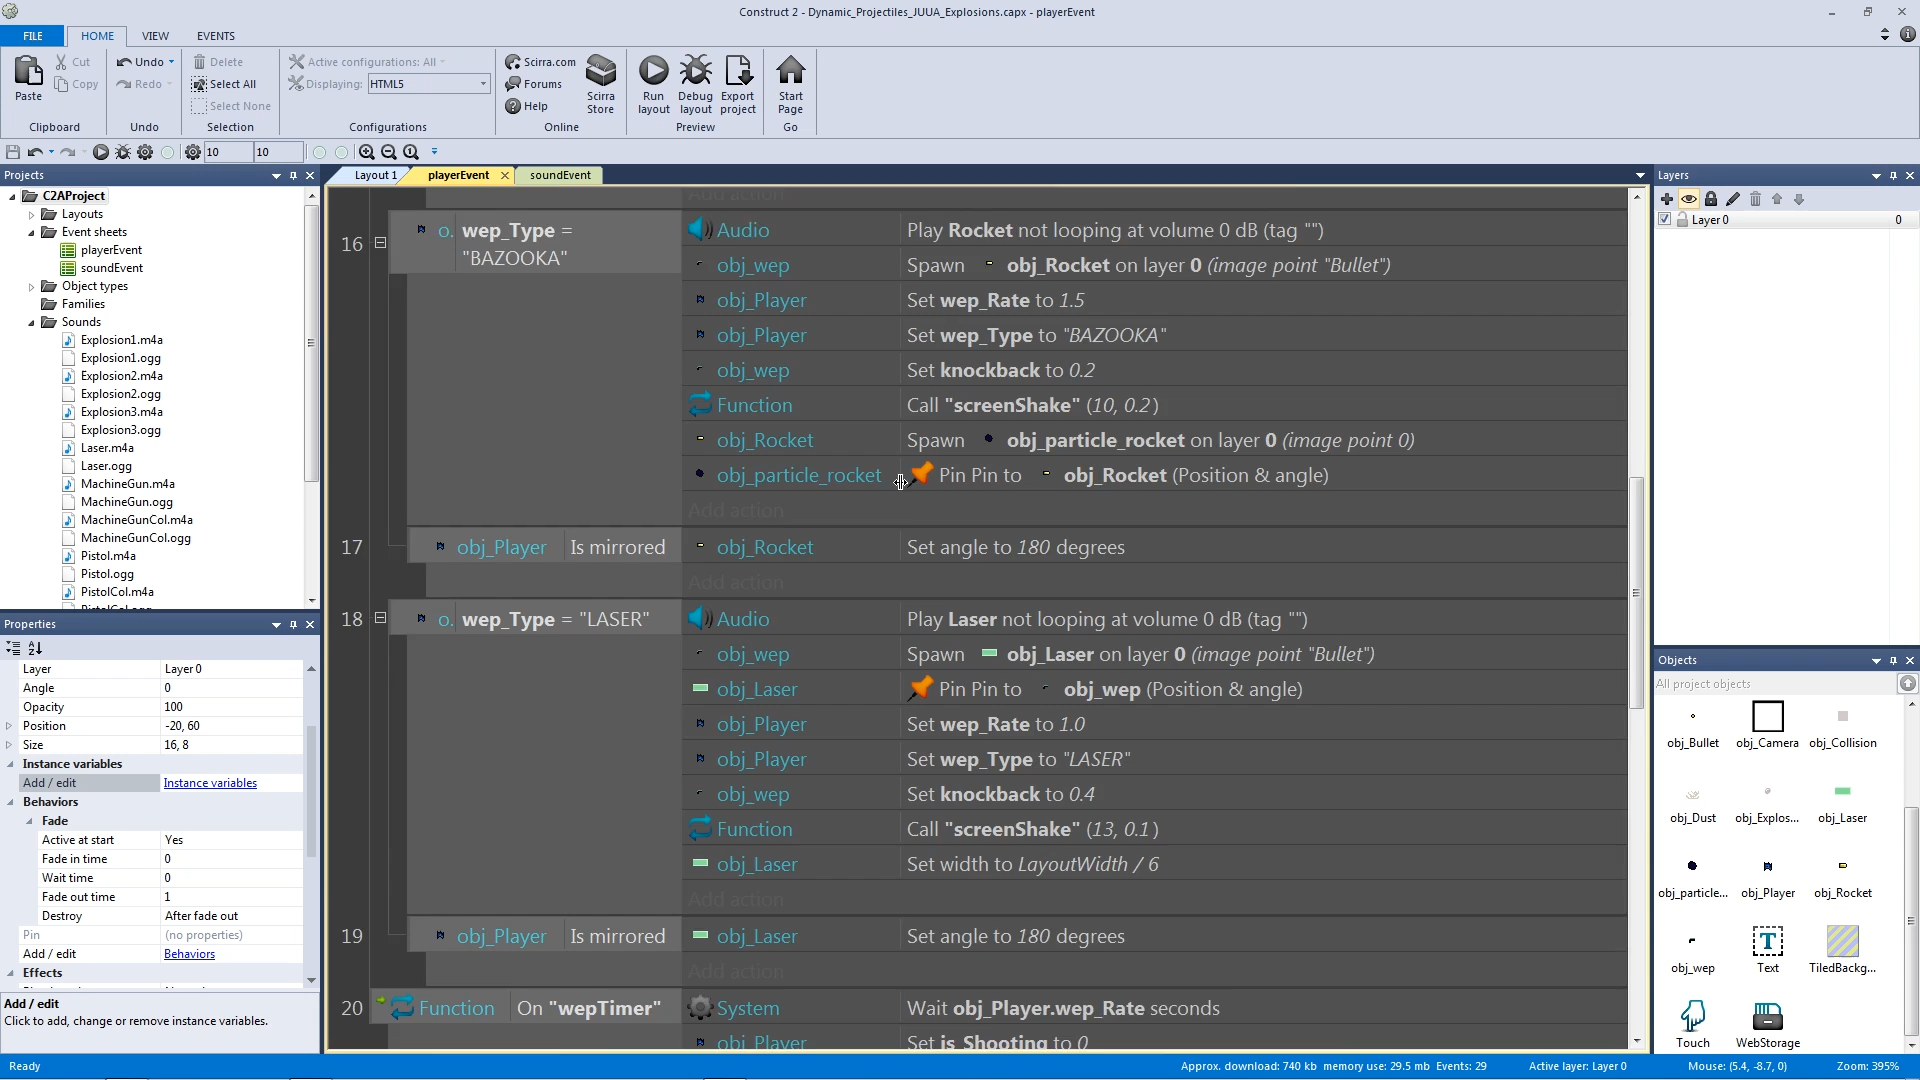 Construct 2 - Dynamic_Projectiles_JUUA_Explosions.capx - playerEvent
FILE HOME VIEW EVENTS
Paste
Cut
Copy
Clipboard
Undo
Redo
Undo
Delete
Select All
Select None
Selection
Active configurations: All
Displaying: HTML5
Configurations
Scirra.com
Forums
Help
Scirra Store
Online
Run layout
Debug layout
Export project
Preview
Start Page
Go
10 10
Projects
C2AProject
Layouts
Event sheets
playerEvent
soundEvent
Object types
Families
Sounds
Explosion1.m4a
Explosion1.ogg
Explosion2.m4a
Explosion2.ogg
Explosion3.m4a
Explosion3.ogg
Laser.m4a
Laser.ogg
MachineGun.m4a
MachineGun.ogg
MachineGunCol.m4a
MachineGunCol.ogg
Pistol.m4a
Pistol.ogg
PistolCol.m4a
Properties
Layer Layer 0
Angle 0
Opacity 100
Position -20, 60
Size 16, 8
Instance variables
Add / edit Instance variables
Behaviors
Fade
Active at start Yes
Fade in time 0
Wait time 0
Fade out time 1
Destroy After fade out
Pin (no properties)
Add / edit Behaviors
Effects
Add / edit
Click to add, change or remove instance variables.
Layout 1 playerEvent soundEvent
Add action
16 o. wep_Type = "BAZOOKA"
Audio Play Rocket not looping at volume 0 dB (tag "")
obj_wep Spawn obj_Rocket on layer 0 (image point "Bullet")
obj_Player Set wep_Rate to 1.5
obj_Player Set wep_Type to "BAZOOKA"
obj_wep Set knockback to 0.2
Function Call "screenShake" (10, 0.2)
obj_Rocket Spawn obj_particle_rocket on layer 0 (image point 0)
obj_particle_rocket Pin Pin to obj_Rocket (Position & angle)
Add action
17 obj_Player Is mirrored obj_Rocket Set angle to 180 degrees
Add action
18 o. wep_Type = "LASER" Audio Play Laser not looping at volume 0 dB (tag "")
obj_wep Spawn obj_Laser on layer 0 (image point "Bullet")
obj_Laser Pin Pin to obj_wep (Position & angle)
obj_Player Set wep_Rate to 1.0
obj_Player Set wep_Type to "LASER"
obj_wep Set knockback to 0.4
Function Call "screenShake" (13, 0.1)
obj_Laser Set width to LayoutWidth / 6
Add action
19 obj_Player Is mirrored obj_Laser Set angle to 180 degrees
Add action
20 Function On "wepTimer" System Wait obj_Player.wep_Rate seconds
obj_Player Set is_Shooting to 0
Layers
Layer 0 0
Objects
All project objects
obj_Bullet obj_Camera obj_Collision
obj_Dust obj_Explos... obj_Laser
obj_particle... obj_Player obj_Rocket
obj_wep Text TiledBackg...
Touch WebStorage
Ready
Approx. download: 740 kb memory use: 29.5 mb Events: 29 Active layer: Layer 0 Mouse: (5.4, -8.7, 0) Zoom: 395%